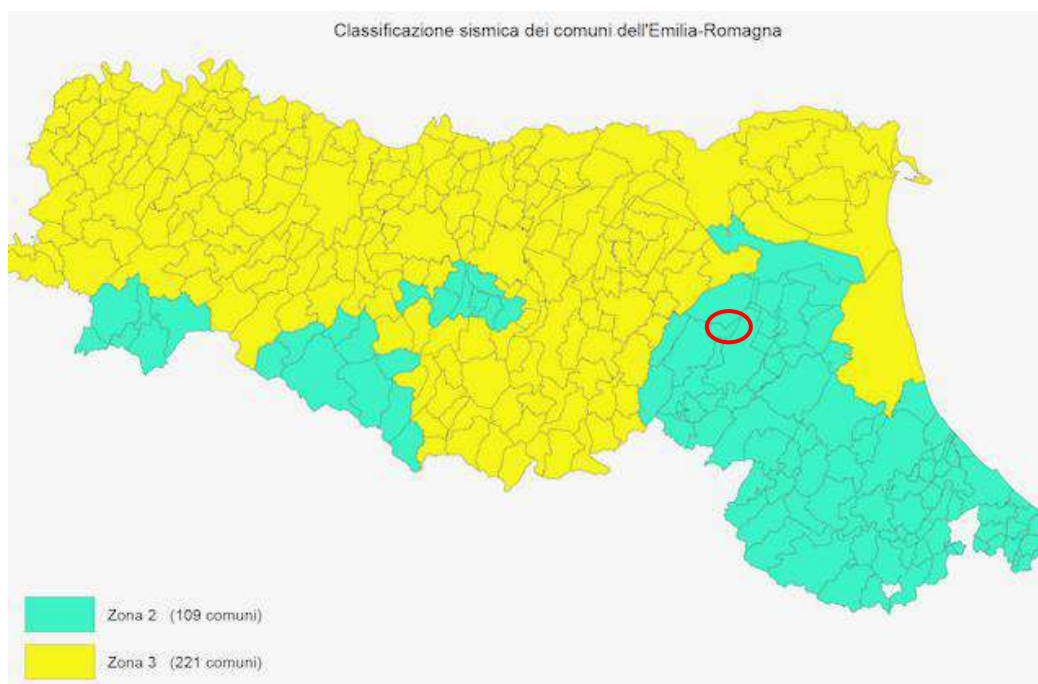 Classificazione sismica dei comuni dell'Emilia-Romagna
Zona 2 (109 comuni)
Zona 3 (221 comuni)